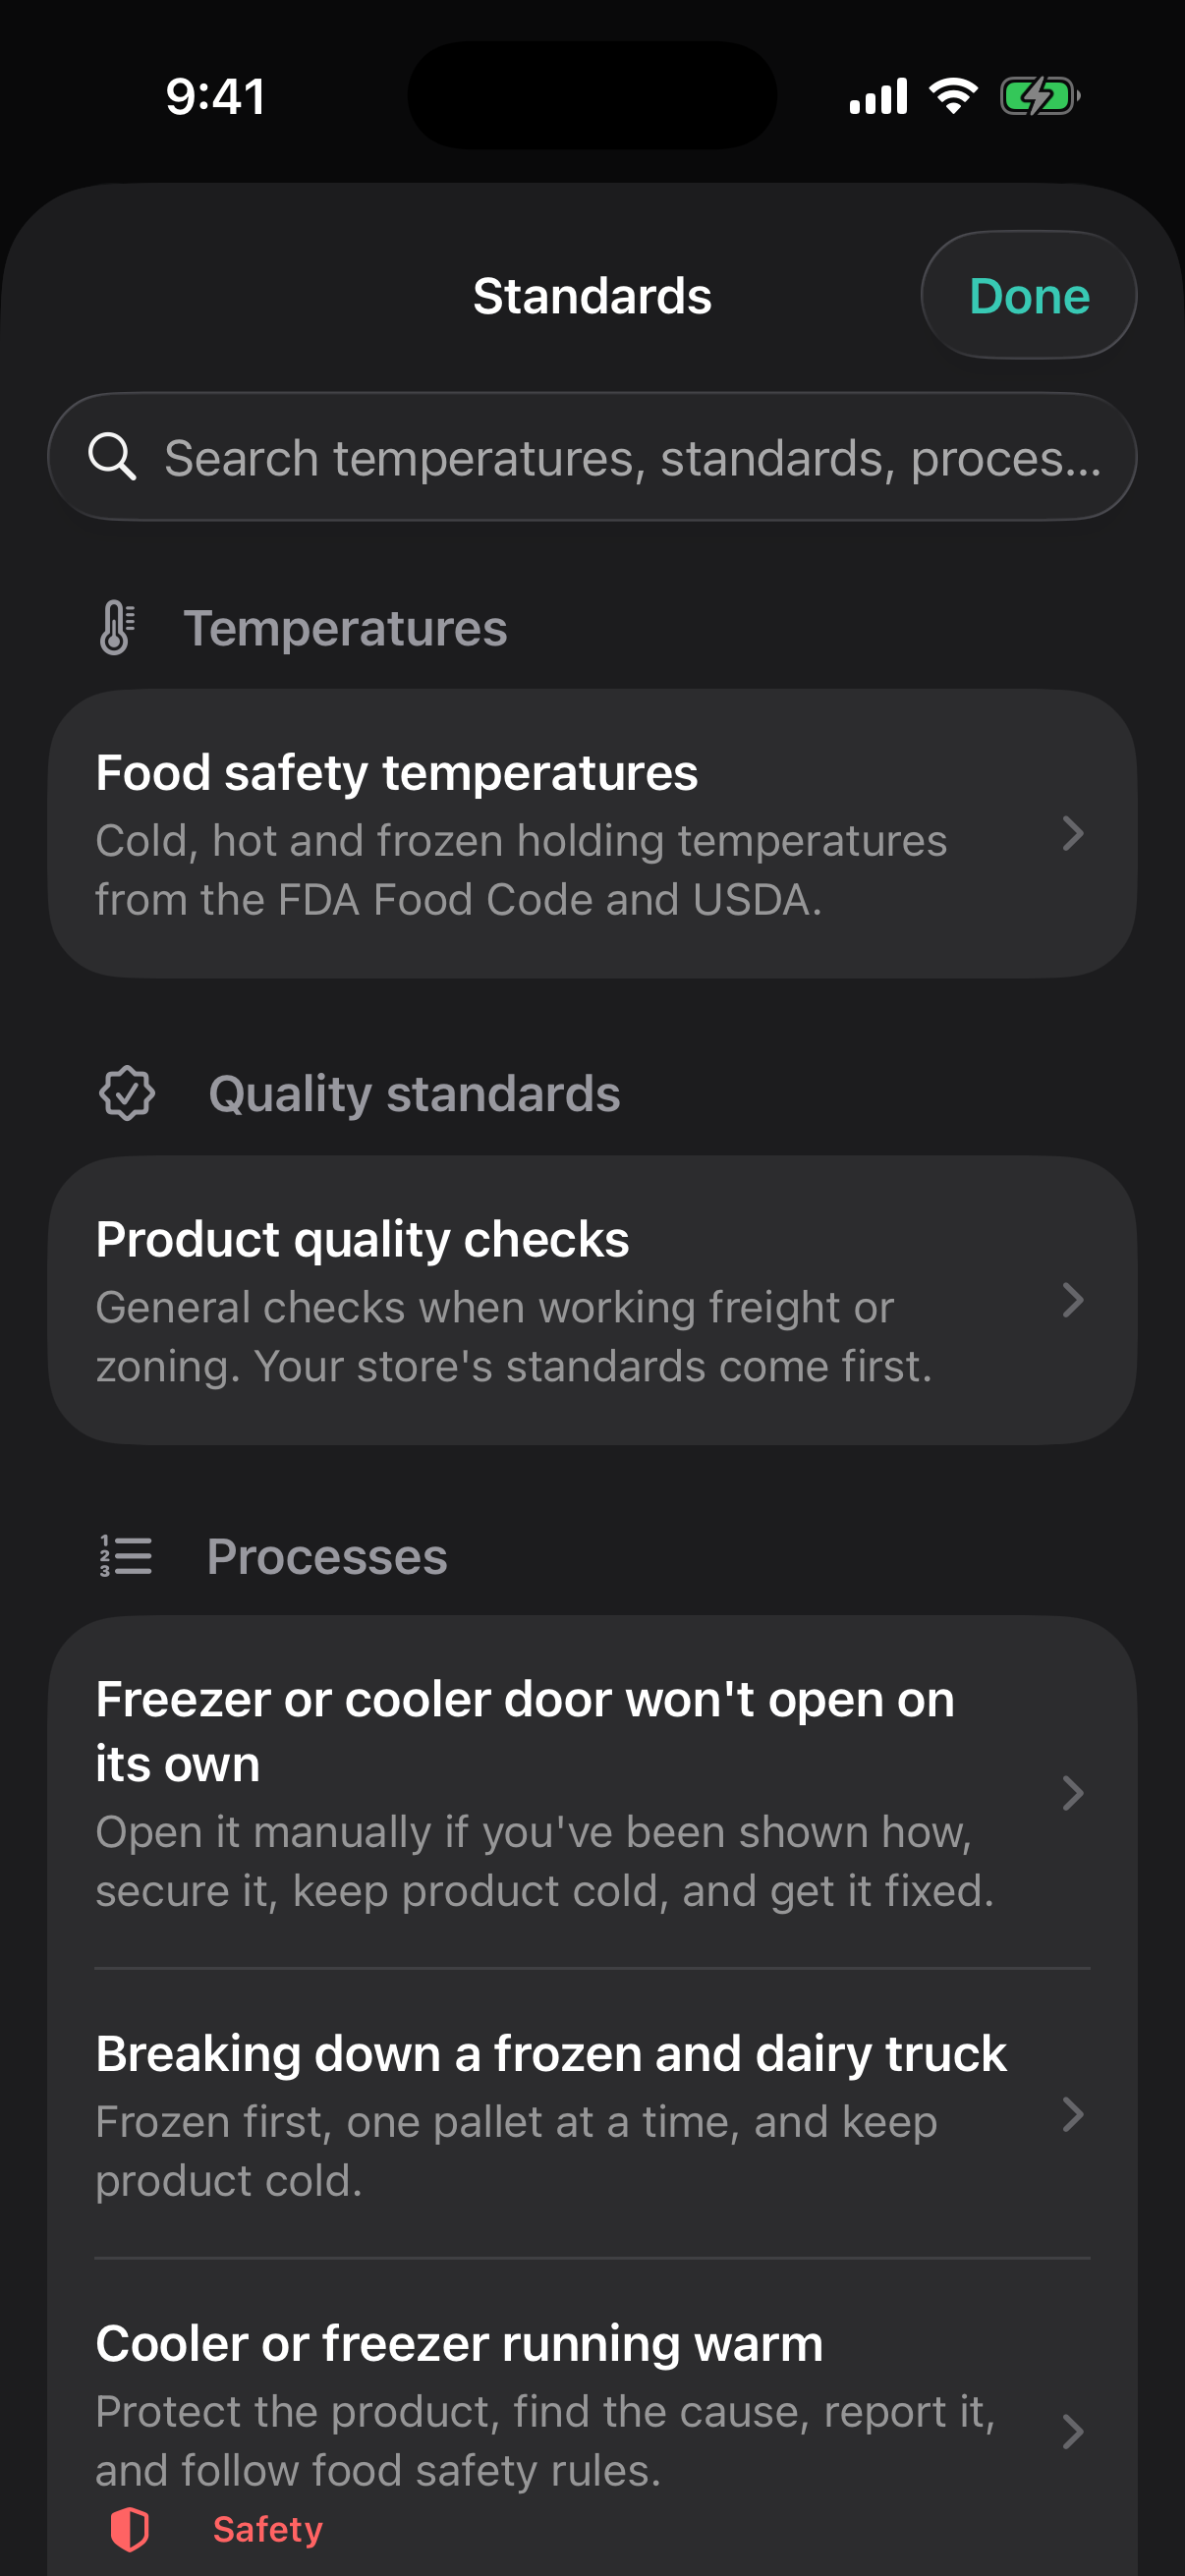 9:41
Standards
Done
Search temperatures, standards, proces...
Temperatures
Food safety temperatures
Cold, hot and frozen holding temperatures
from the FDA Food Code and USDA.
Quality standards
Product quality checks
General checks when working freight or
zoning. Your store's standards come first.
1
2
3
Processes
Freezer or cooler door won't open on
its own
Open it manually if you've been shown how,
secure it, keep product cold, and get it fixed.
Breaking down a frozen and dairy truck
Frozen first, one pallet at a time, and keep
product cold.
Cooler or freezer running warm
Protect the product, find the cause, report it,
and follow food safety rules.
Safety